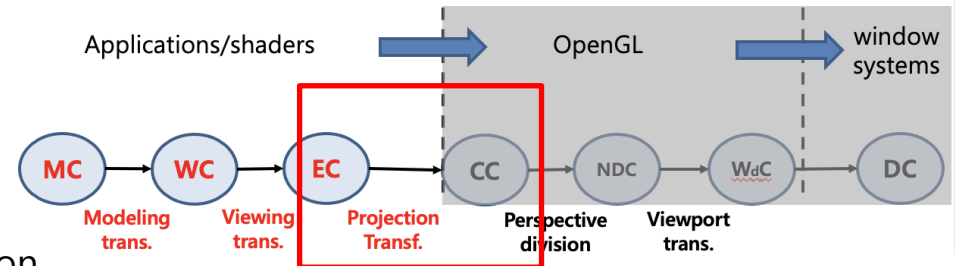 Applications/shaders
OpenGL
window
systems
MC
WC
EC
CC
NDC
WdC
DC
Modeling
trans.
Viewing
trans.
Projection
Transf.
Perspective
division
Viewport
trans.
on